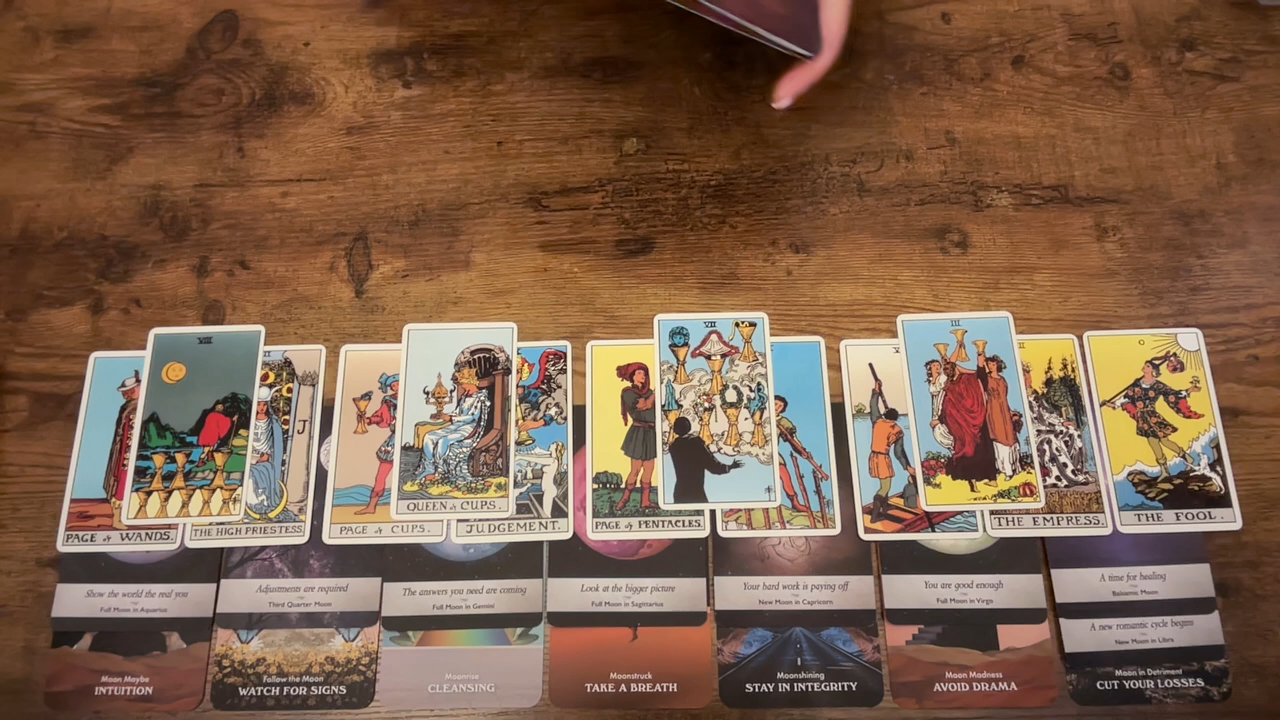 VIII
VII
III
0
II
J
V
II
PAGE of WANDS.
THE HIGH PRIESTESS
PAGE of CUPS.
QUEEN of CUPS.
JUDGEMENT.
PAGE of PENTACLES.
THE EMPRESS.
THE FOOL.
Show the world the real you
Full Moon in Aquarius
Adjustments are required
Third Quarter Moon
The answers you need are coming
Full Moon in Gemini
Look at the bigger picture
Full Moon in Sagittarius
Your hard work is paying off
New Moon in Capricorn
You are good enough
Full Moon in Virgo
A time for healing
Balsamic Moon
A new romantic cycle begins
New Moon in Libra
Moon Maybe
INTUITION
Follow the Moon
WATCH FOR SIGNS
Moonrise
CLEANSING
Moonstruck
TAKE A BREATH
Moonshining
STAY IN INTEGRITY
Moon Madness
AVOID DRAMA
Moon in Detriment
CUT YOUR LOSSES